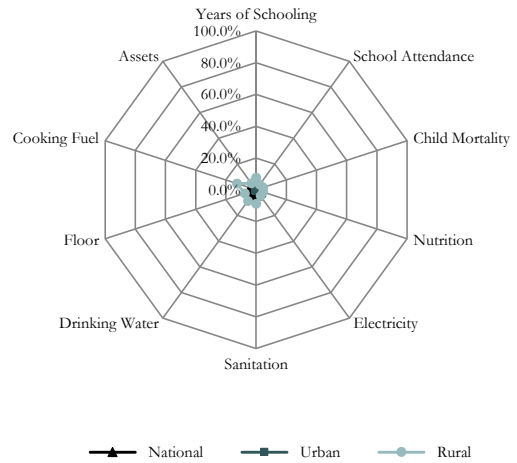 Years of Schooling
100.0%
Assets
School Attendance
80.0%
60.0%
40.0%
Cooking Fuel
Child Mortality
20.0%
0.0%
Floor
Nutrition
Drinking Water
Electricity
Sanitation
National
Urban
Rural